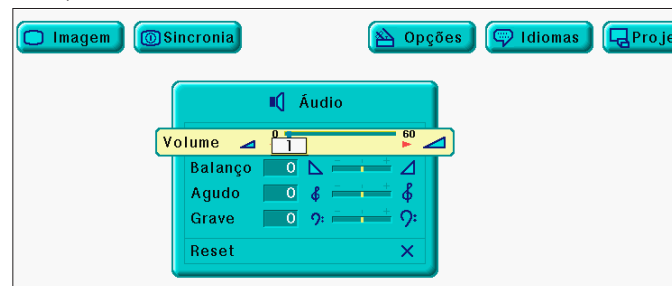 Imagem Sincronia Opções Idiomas Proje
Áudio
0 60
Volume 1
Balanço 0 - +
Agudo 0 - +
Grave 0 - +
Reset